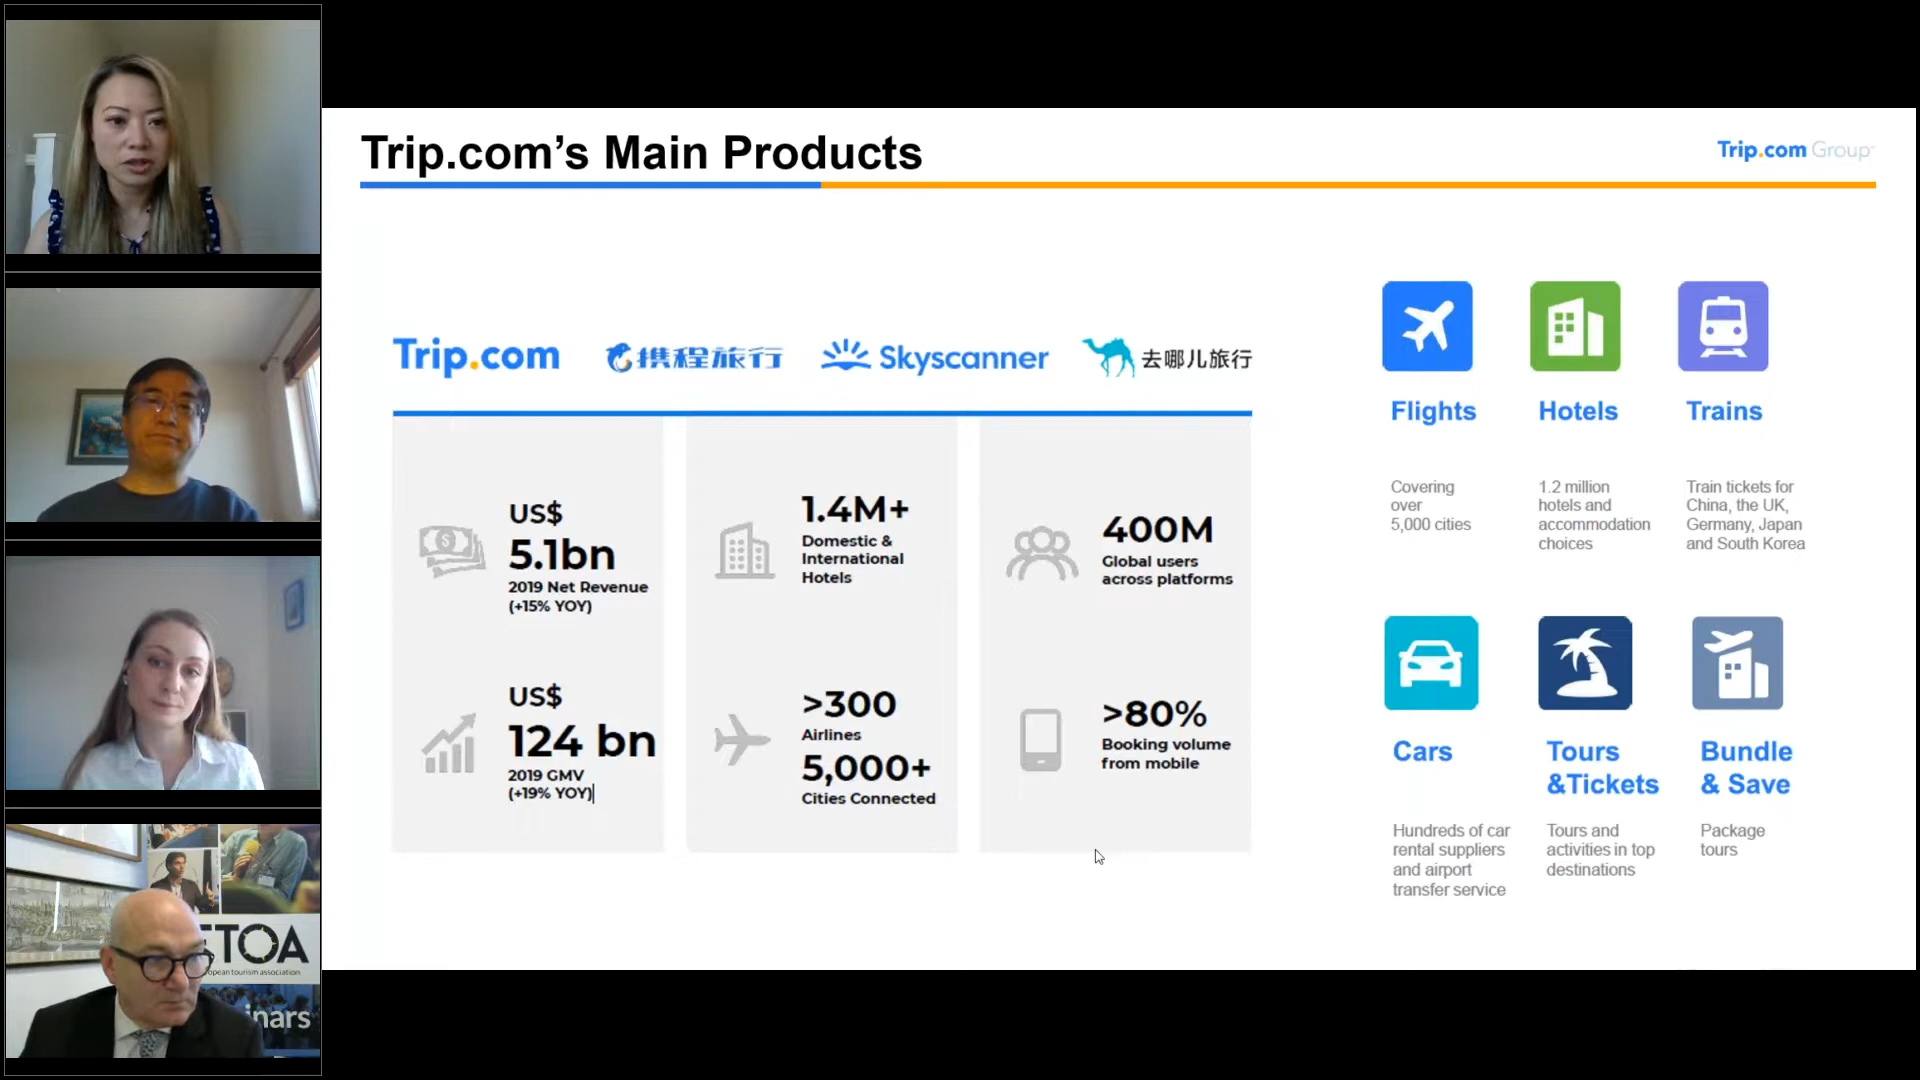 Trip.com’s Main Products
Trip.com Group
Trip.com
携程旅行
Skyscanner
去哪儿旅行
US$
5.1bn
2019 Net Revenue
(+15% YOY)
US$
124 bn
2019 GMV
(+19% YOY)
1.4M+
Domestic &
International
Hotels
>300
Airlines
5,000+
Cities Connected
400M
Global users
across platforms
>80%
Booking volume
from mobile
Flights
Covering
over
5,000 cities
Hotels
1.2 million
hotels and
accommodation
choices
Trains
Train tickets for
China, the UK,
Germany, Japan
and South Korea
Cars
Hundreds of car
rental suppliers
and airport
transfer service
Tours
&Tickets
Tours and
activities in top
destinations
Bundle
& Save
Package
tours
STOA
opean tourism association
inars